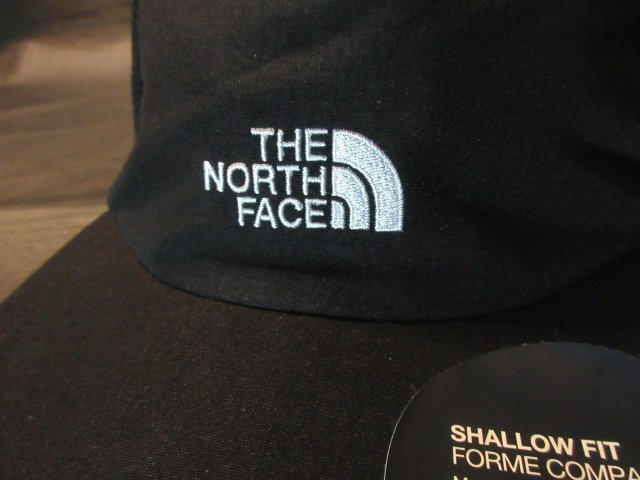 THE
NORTH
FACE
SHALLOW FIT
FORME COMPA